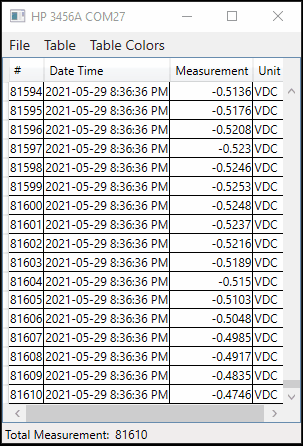 HP 3456A COM27
File Table Table Colors
# Date Time Measurement Unit
81594 2021-05-29 8:36:36 PM -0.5136 VDC
81595 2021-05-29 8:36:36 PM -0.5176 VDC
81596 2021-05-29 8:36:36 PM -0.5208 VDC
81597 2021-05-29 8:36:36 PM -0.523 VDC
81598 2021-05-29 8:36:36 PM -0.5246 VDC
81599 2021-05-29 8:36:36 PM -0.5253 VDC
81600 2021-05-29 8:36:36 PM -0.5248 VDC
81601 2021-05-29 8:36:36 PM -0.5237 VDC
81602 2021-05-29 8:36:36 PM -0.5216 VDC
81603 2021-05-29 8:36:36 PM -0.5189 VDC
81604 2021-05-29 8:36:36 PM -0.515 VDC
81605 2021-05-29 8:36:36 PM -0.5103 VDC
81606 2021-05-29 8:36:36 PM -0.5048 VDC
81607 2021-05-29 8:36:36 PM -0.4985 VDC
81608 2021-05-29 8:36:36 PM -0.4917 VDC
81609 2021-05-29 8:36:36 PM -0.4835 VDC
81610 2021-05-29 8:36:36 PM -0.4746 VDC
Total Measurement: 81610